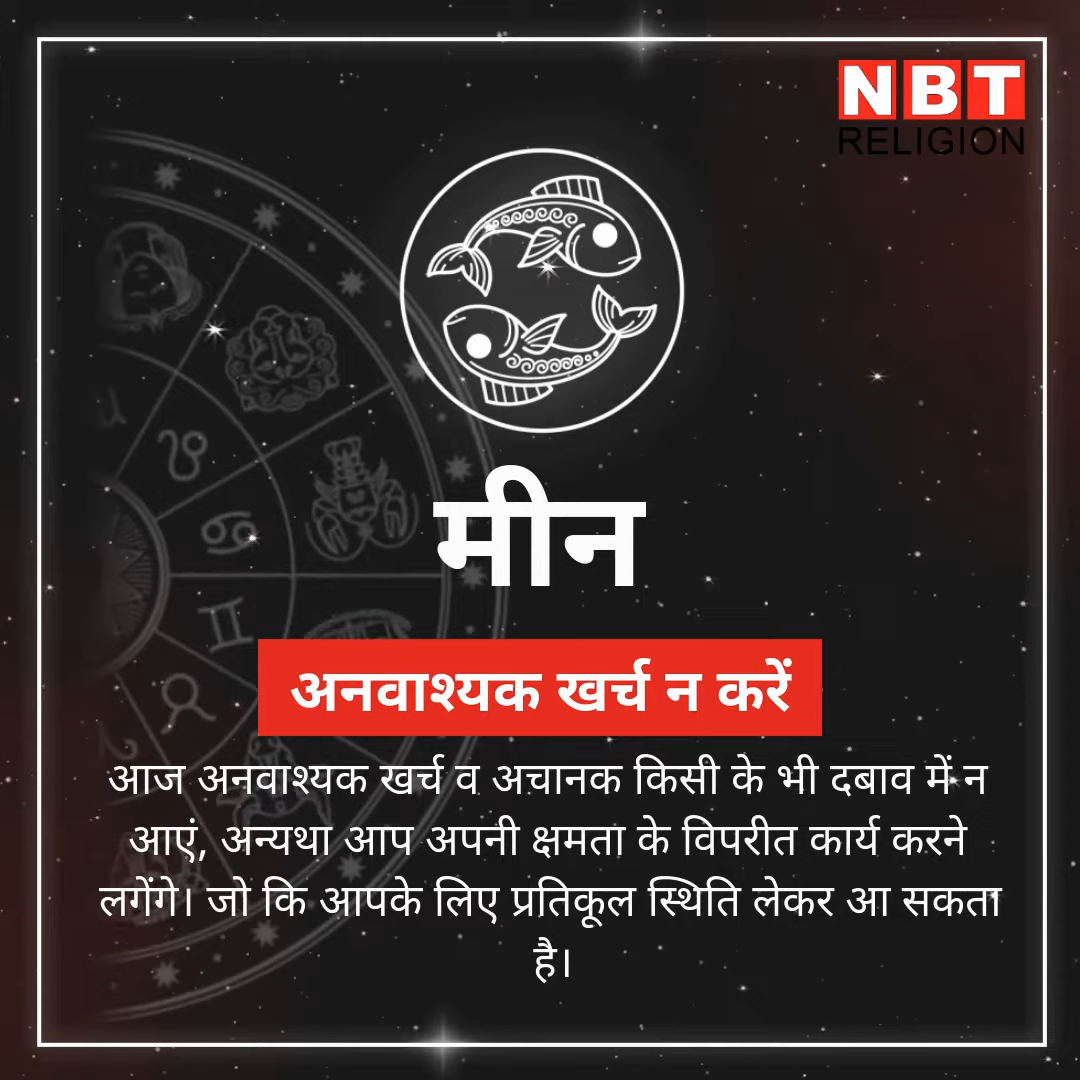 NBT
RELIGION
मीन
अनवाश्यक खर्च न करें
आज अनवाश्यक खर्च व अचानक किसी के भी दबाव में न
आएं, अन्यथा आप अपनी क्षमता के विपरीत कार्य करने
लगेंगे। जो कि आपके लिए प्रतिकूल स्थिति लेकर आ सकता
है।